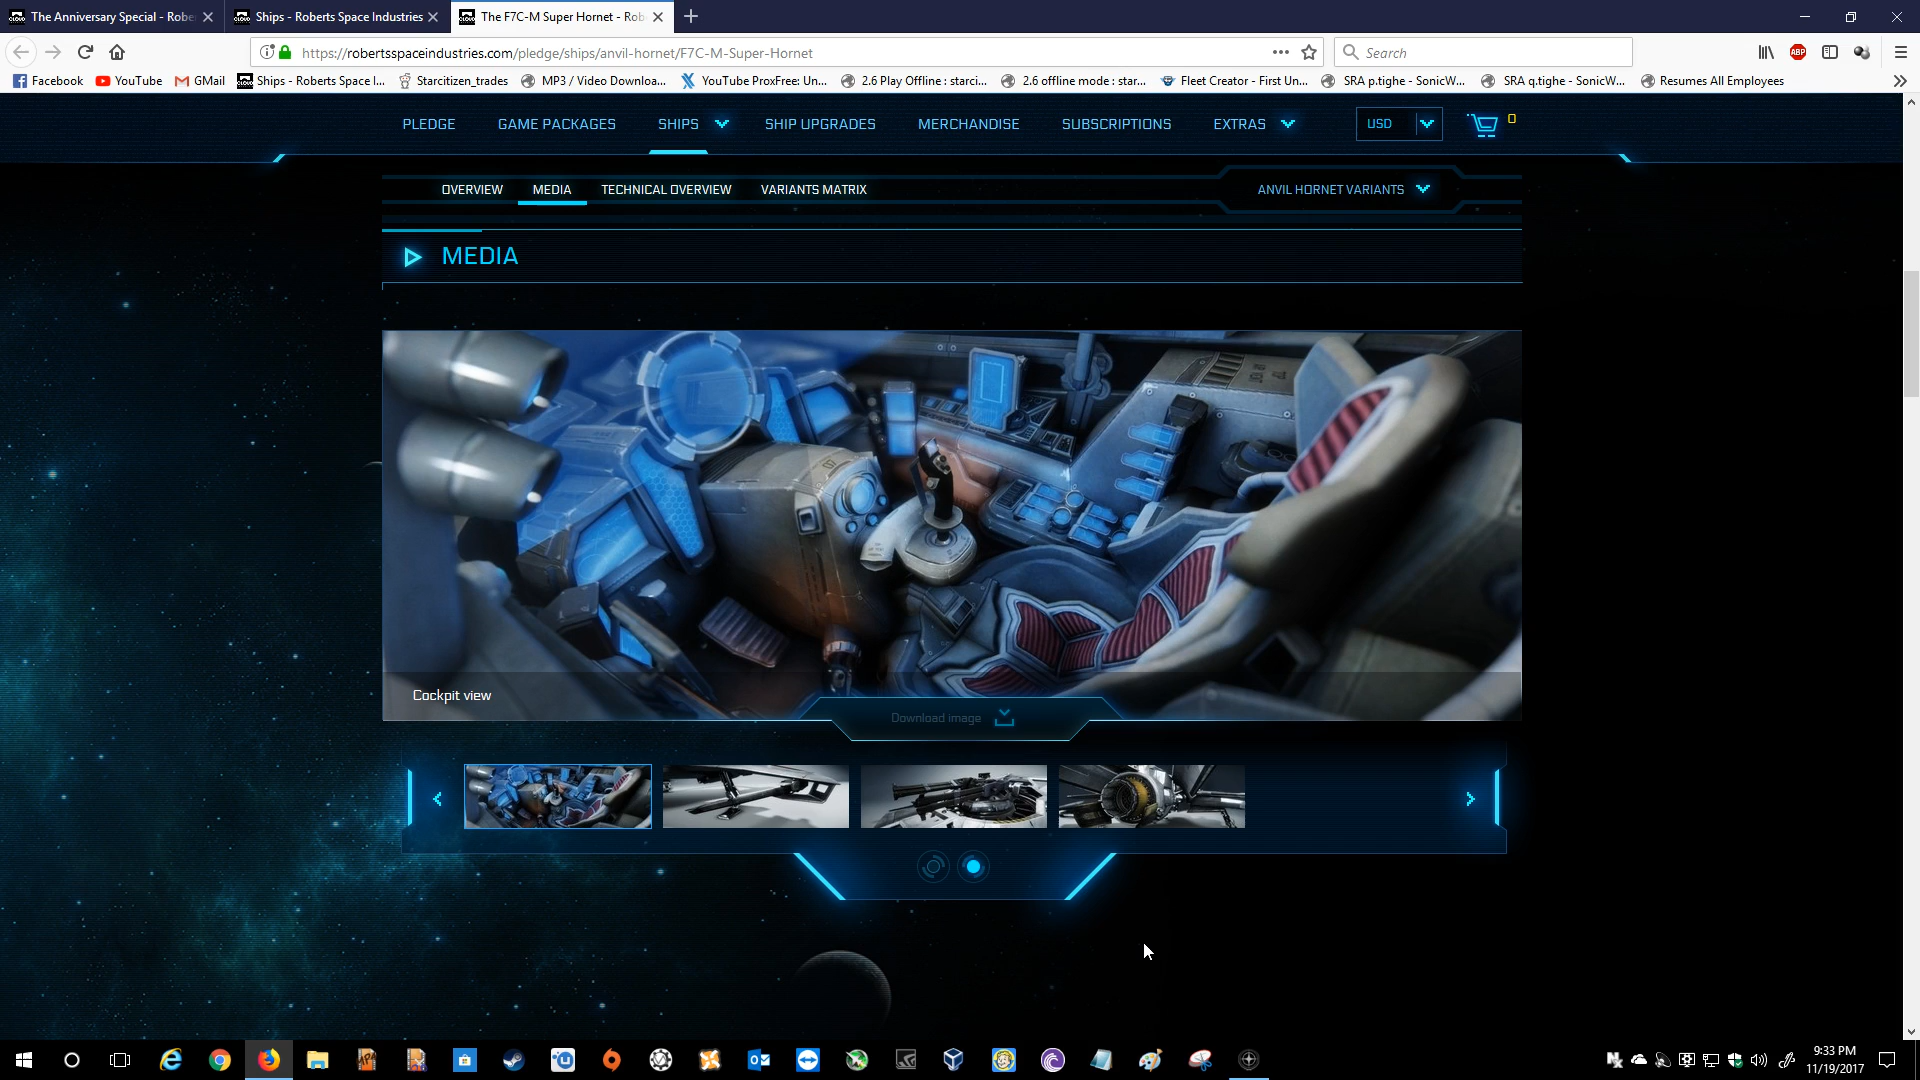 The Anniversary Special - Robe
Ships - Roberts Space Industries
The F7C-M Super Hornet - Rob
https://robertsspaceindustries.com/pledge/ships/anvil-hornet/F7C-M-Super-Hornet
Search
Facebook
YouTube
GMail
Ships - Roberts Space I...
Starcitizen_trades
MP3 / Video Downloa...
YouTube ProxFree: Un...
2.6 Play Offline : starci...
2.6 offline mode : star...
Fleet Creator - First Un...
SRA p.tighe - SonicW...
SRA q.tighe - SonicW...
Resumes All Employees
PLEDGE
GAME PACKAGES
SHIPS
SHIP UPGRADES
MERCHANDISE
SUBSCRIPTIONS
EXTRAS
USD
0
OVERVIEW
MEDIA
TECHNICAL OVERVIEW
VARIANTS MATRIX
ANVIL HORNET VARIANTS
MEDIA
Cockpit view
Download image
9:33 PM
11/19/2017